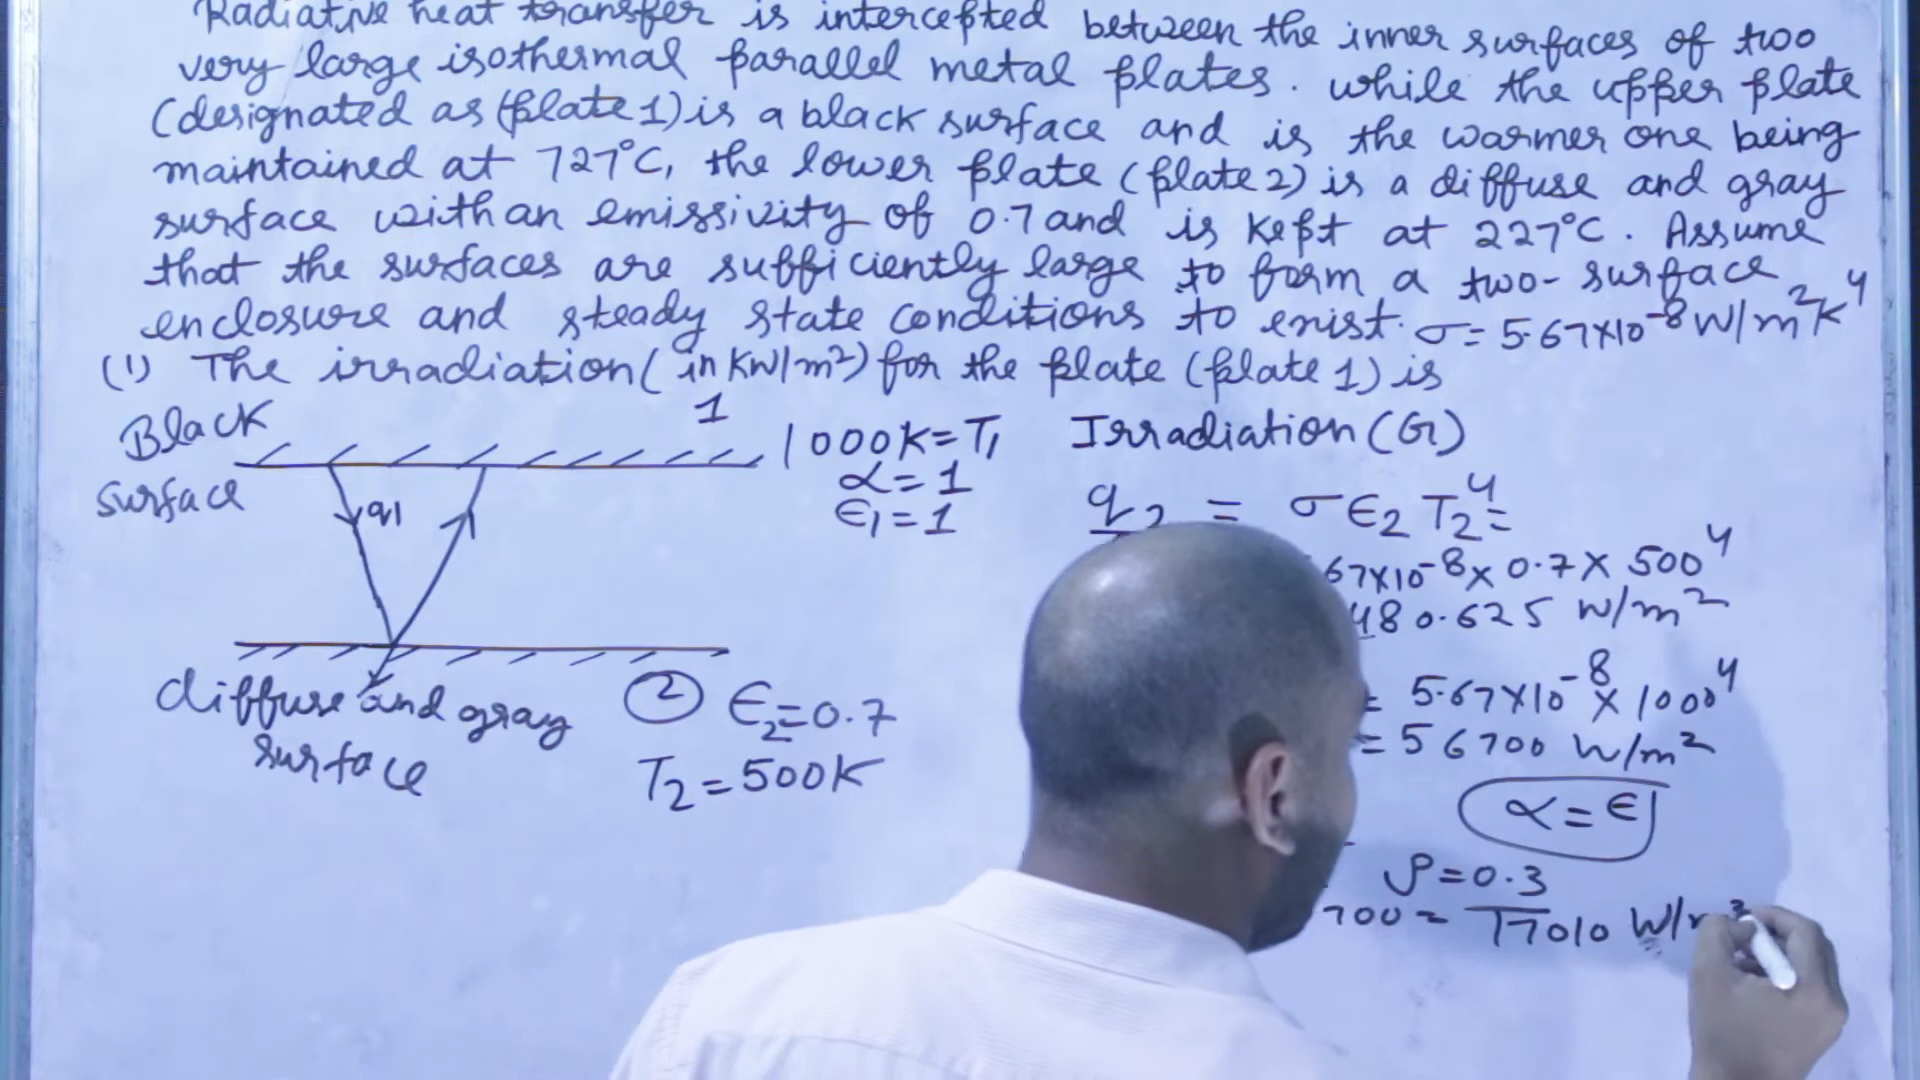 Radiative heat transfer is intercepted between the inner surfaces of two
very large isothermal parallel metal plates. while the upper plate
(designated as (plate 1) is a black surface and is the warmer one being
maintained at 727°C, the lower plate (plate 2) is a diffuse and gray
surface with an emissivity of 0.7 and is kept at 227°C. Assume
that the surfaces are sufficiently large to form a two-surface
enclosure and steady state conditions to exist. σ = 5.67×10⁻⁸ W/m²K⁴
(1) The irradiation (in KW/m²) for the plate (plate 1) is
Black
surface
1
1000K = T₁
α = 1
ϵ₁ = 1
q1
diffuse and gray
surface
② ϵ₂ = 0.7
T₂ = 500K
Irradiation (G)
q₂ = σ ϵ₂ T₂⁴ =
67×10⁻⁸ × 0.7 × 500⁴
480.625 W/m²
= 5.67×10⁻⁸ × 1000⁴
= 56700 W/m²
α = ϵ
ρ = 0.3
700 = 17010